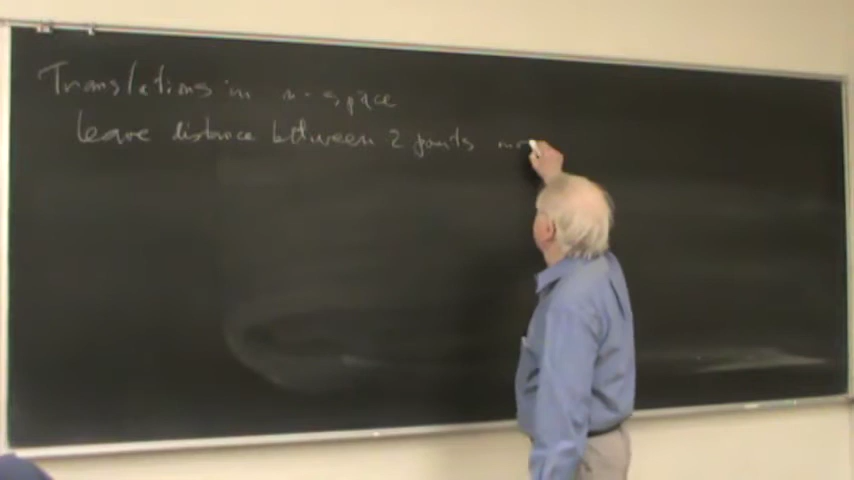 Translations in n-space
leave distance between 2 points